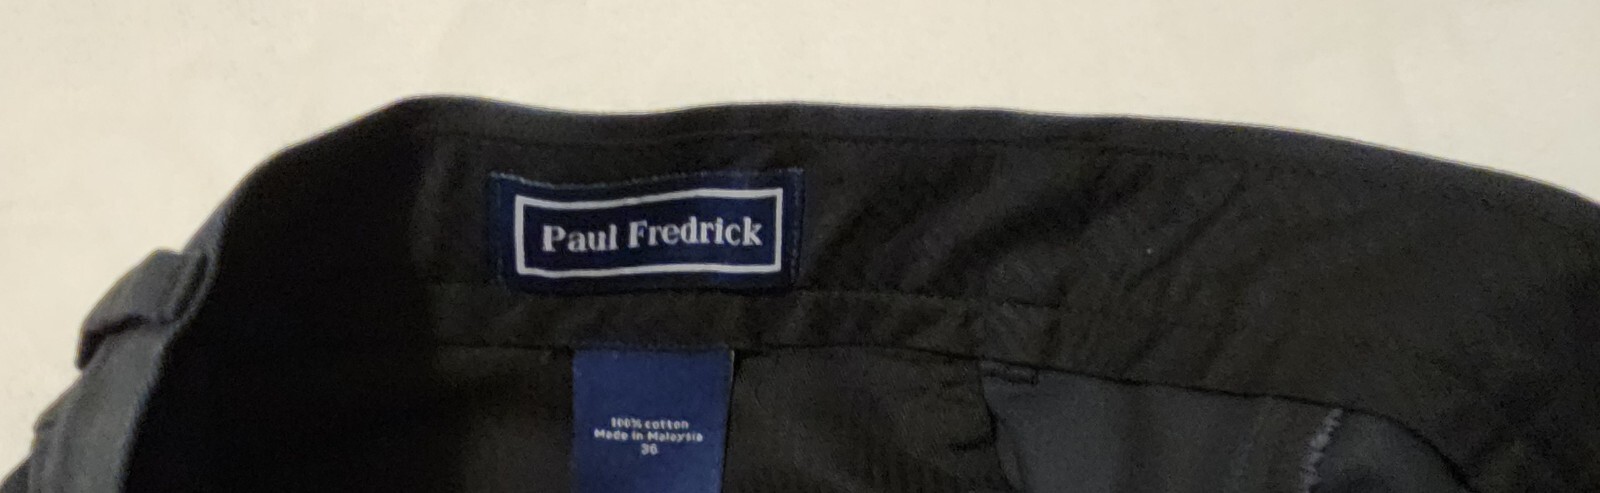 Paul Fredrick
100% cotton
Made in Malaysia
36